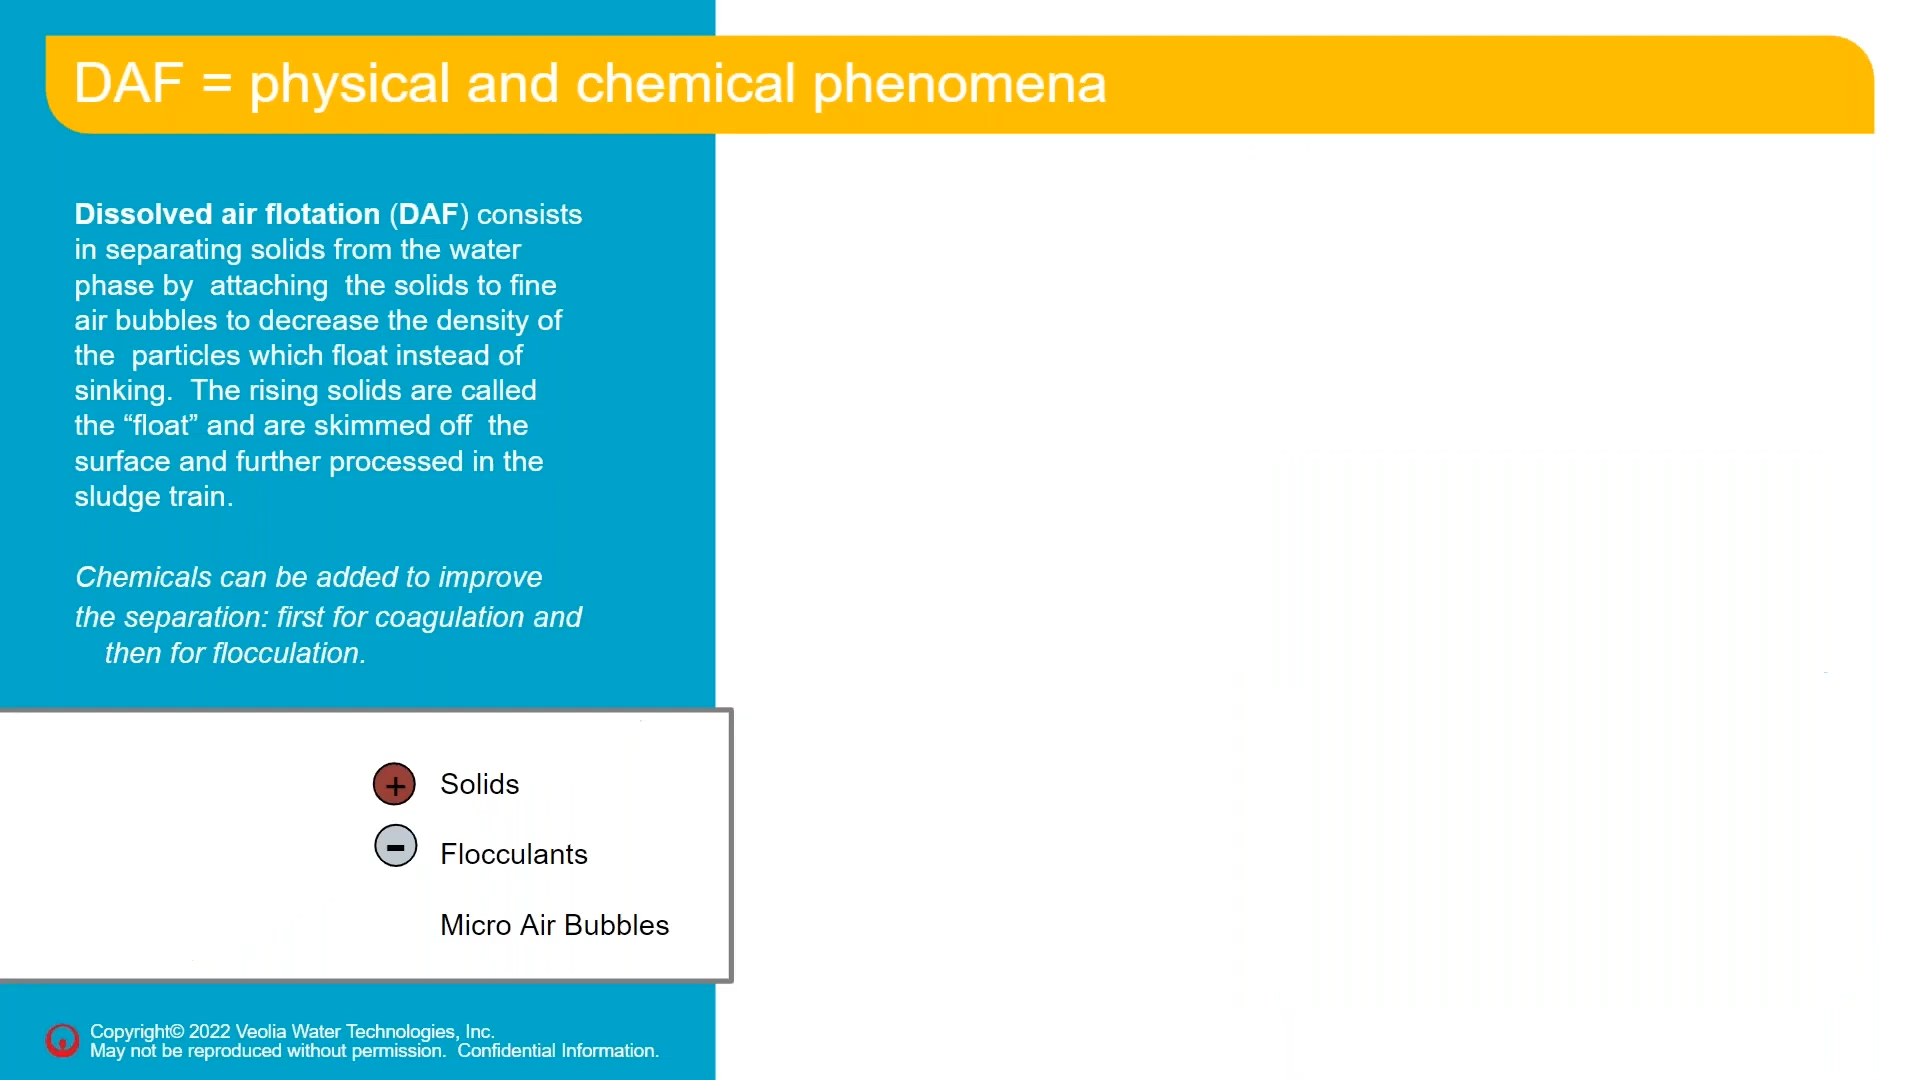 DAF = physical and chemical phenomena
Dissolved air flotation (DAF) consists
in separating solids from the water
phase by attaching the solids to fine
air bubbles to decrease the density of
the particles which float instead of
sinking. The rising solids are called
the “float” and are skimmed off the
surface and further processed in the
sludge train.
Chemicals can be added to improve
the separation: first for coagulation and
then for flocculation.
+ Solids
- Flocculants
Micro Air Bubbles
Copyright© 2022 Veolia Water Technologies, Inc.
May not be reproduced without permission. Confidential Information.